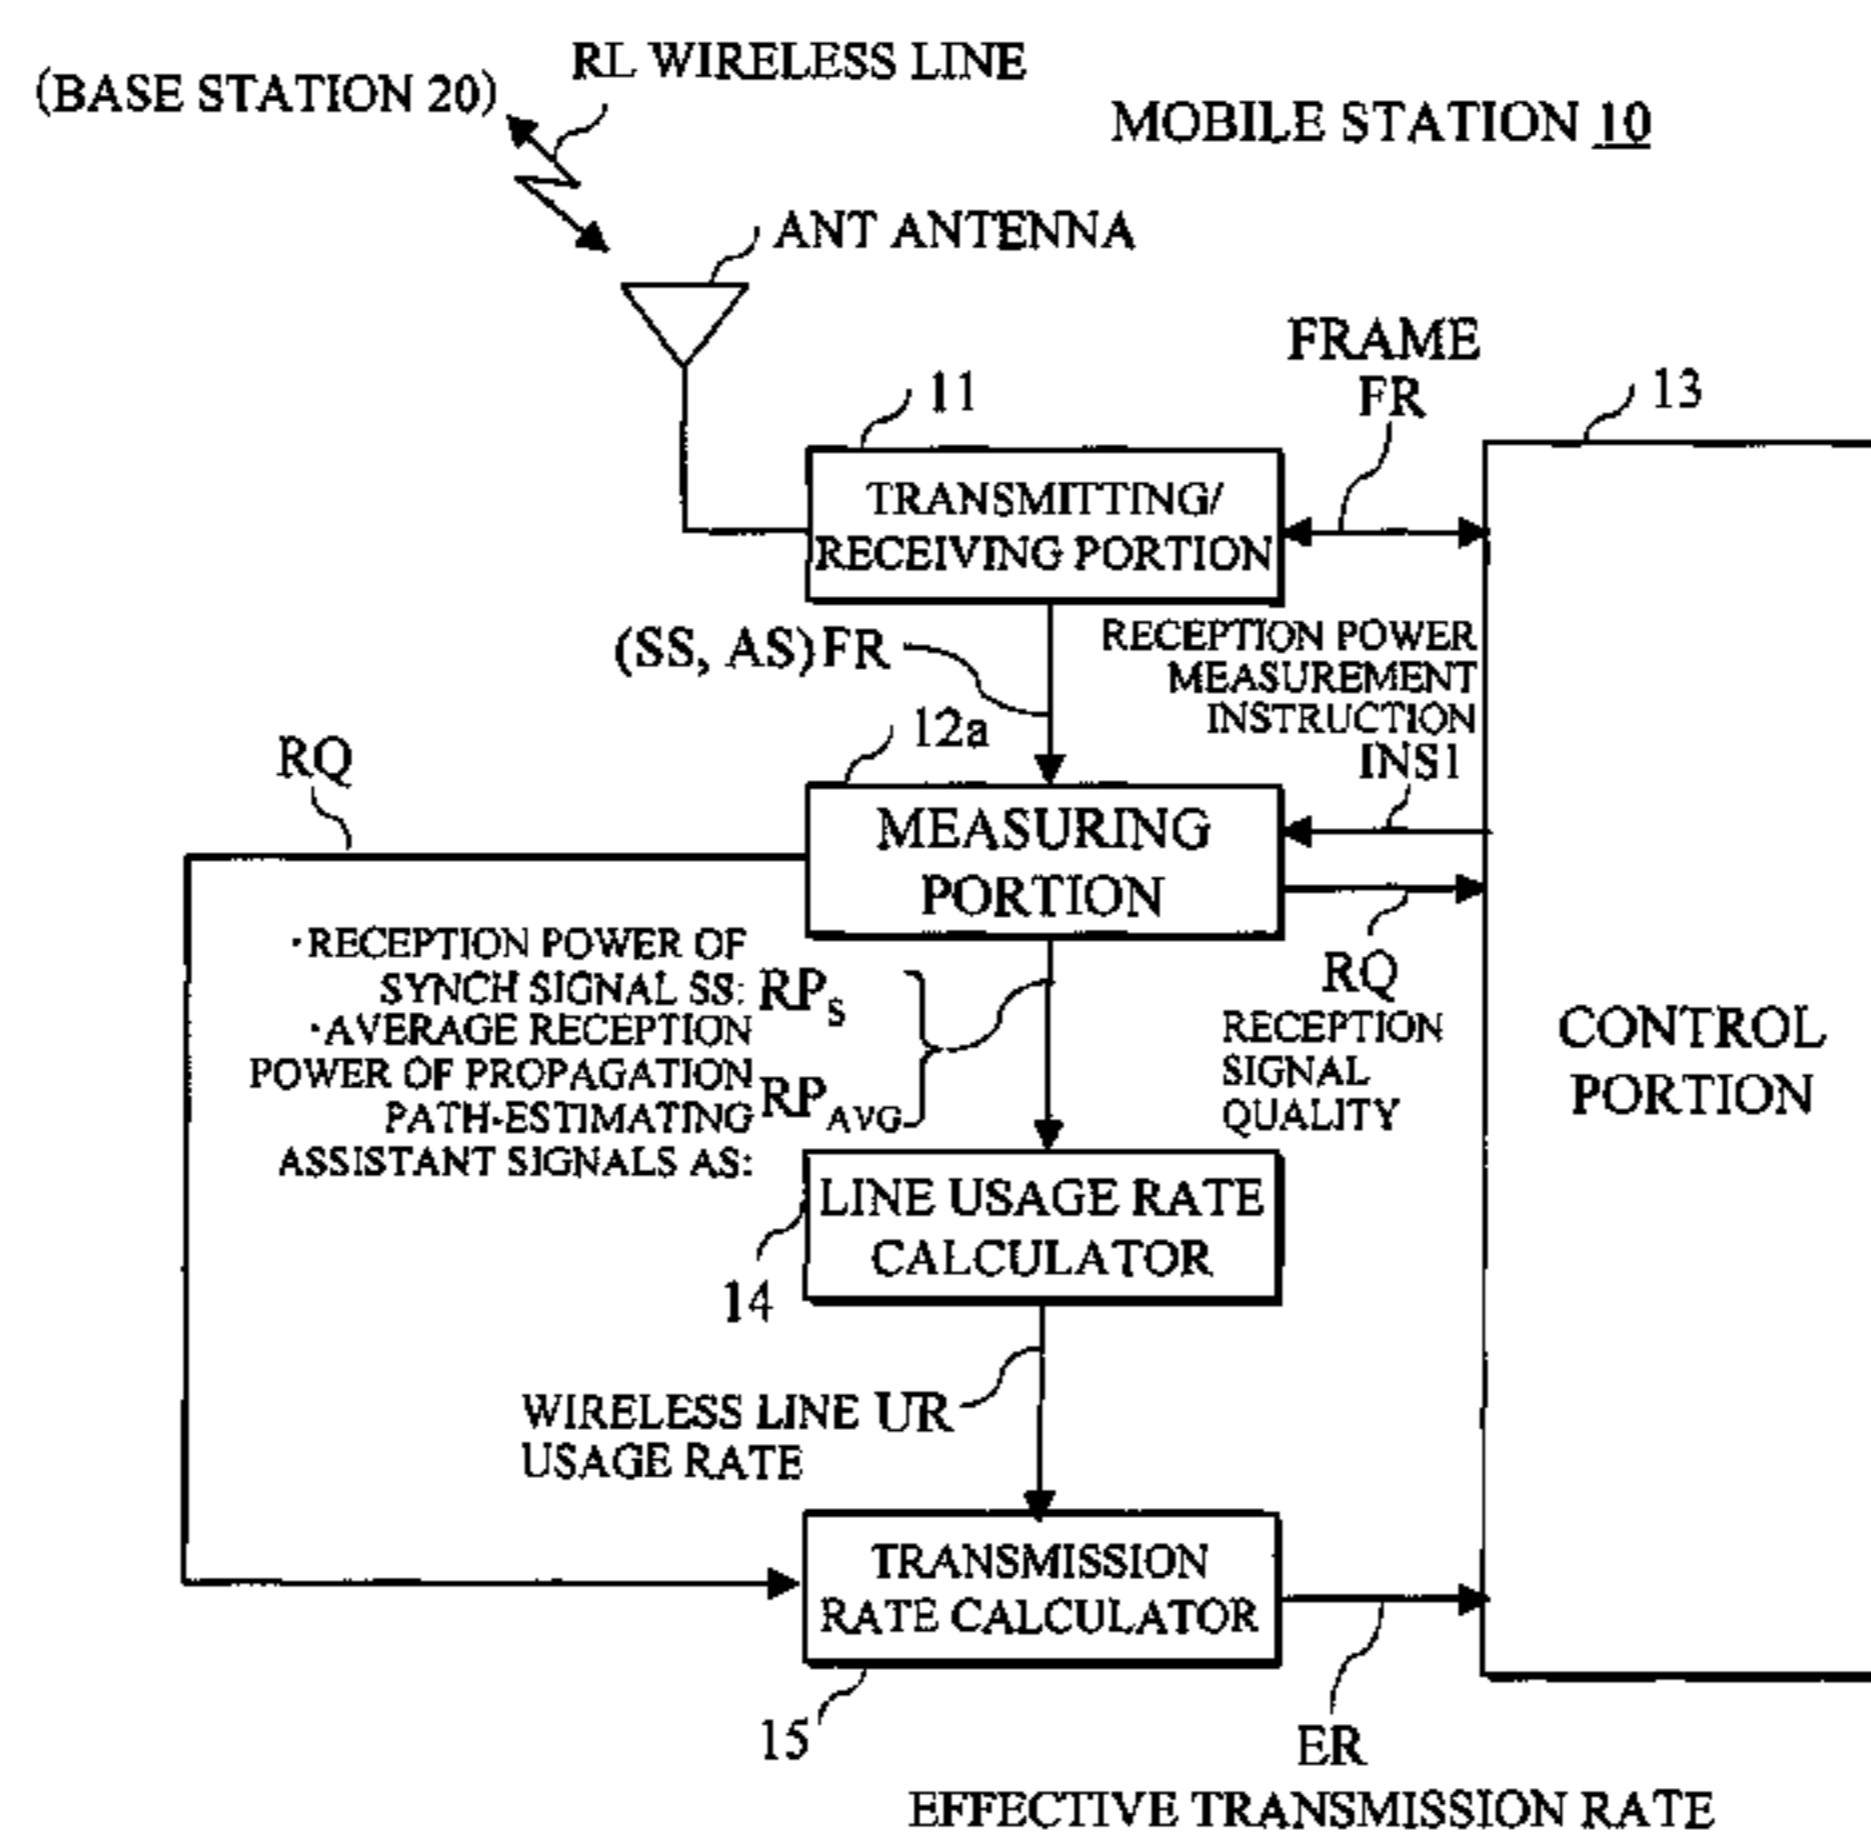 (BASE STATION 20)
RL WIRELESS LINE
MOBILE STATION 10
ANT ANTENNA
FRAME
FR
11
13
TRANSMITTING/
RECEIVING PORTION
(SS, AS)FR
RECEPTION POWER
MEASUREMENT
INSTRUCTION
INS1
12a
RQ
MEASURING
PORTION
·RECEPTION POWER OF
SYNCH SIGNAL SS: RPS
·AVERAGE RECEPTION
POWER OF PROPAGATION
PATH-ESTIMATING
ASSISTANT SIGNALS AS:
RPAVG
RQ
RECEPTION
SIGNAL
QUALITY
CONTROL
PORTION
LINE USAGE RATE
CALCULATOR
14
WIRELESS LINE UR
USAGE RATE
TRANSMISSION
RATE CALCULATOR
15
ER
EFFECTIVE TRANSMISSION RATE